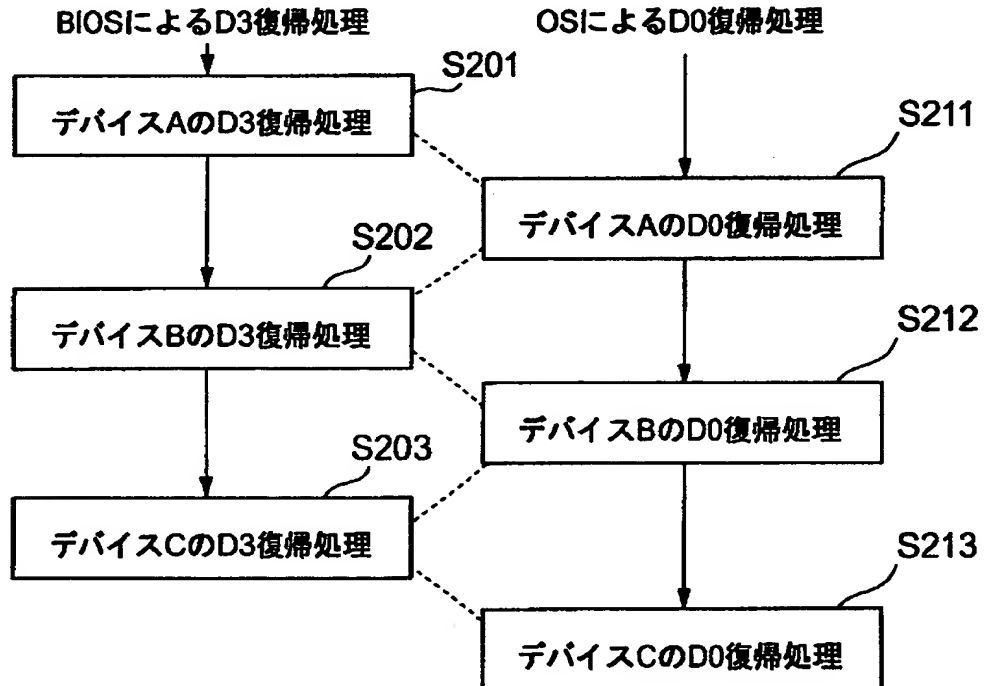 BIOSによるD3復帰処理
OSによるD0復帰処理
S201
デバイスAのD3復帰処理
S211
デバイスAのD0復帰処理
S202
デバイスBのD3復帰処理
S212
デバイスBのD0復帰処理
S203
デバイスCのD3復帰処理
S213
デバイスCのD0復帰処理